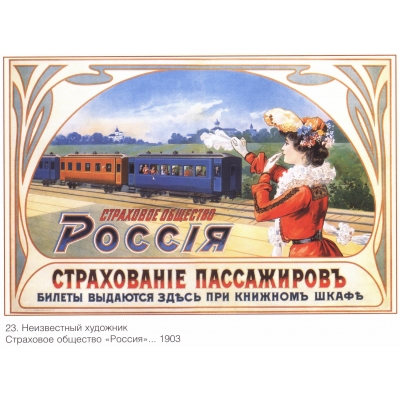 СТРАХОВОЕ ОБЩЕСТВО
РОССІЯ
СТРАХОВАНІЕ ПАССАЖИРОВЪ
БИЛЕТЫ ВЫДАЮТСЯ ЗДѢСЬ ПРИ КНИЖНОМЪ ШКАФѢ
23. Неизвестный художник
Страховое общество «Россия»... 1903